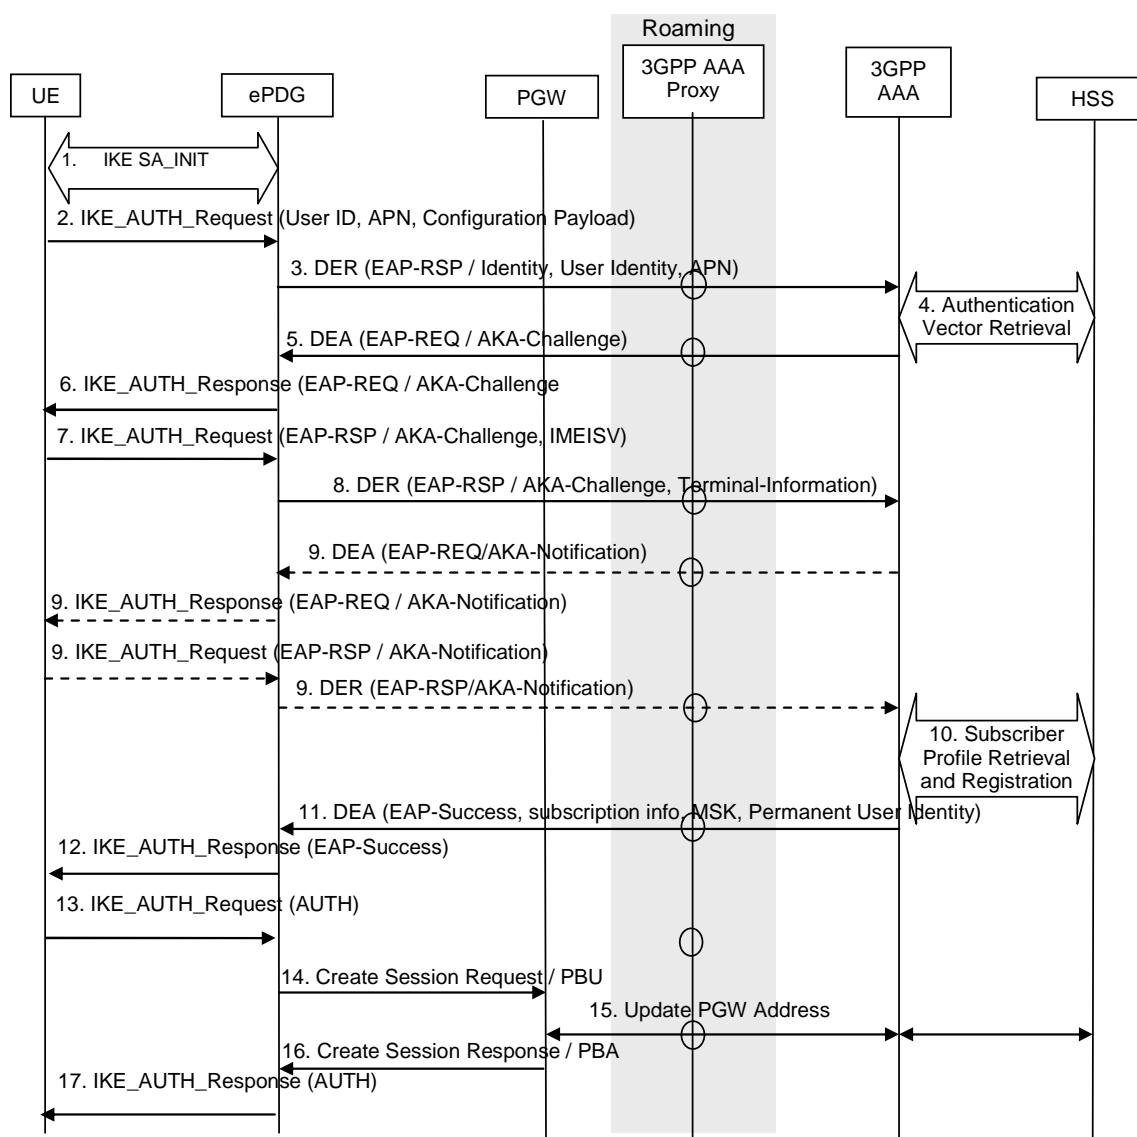 Roaming
UE
ePDG
PGW
3GPP AAA
Proxy
3GPP
AAA
HSS
1. IKE SA_INIT
2. IKE_AUTH_Request (User ID, APN, Configuration Payload)
3. DER (EAP-RSP / Identity, User Identity, APN)
4. Authentication
Vector Retrieval
5. DEA (EAP-REQ / AKA-Challenge)
6. IKE_AUTH_Response (EAP-REQ / AKA-Challenge
7. IKE_AUTH_Request (EAP-RSP / AKA-Challenge, IMEISV)
8. DER (EAP-RSP / AKA-Challenge, Terminal-Information)
9. DEA (EAP-REQ/AKA-Notification)
9. IKE_AUTH_Response (EAP-REQ / AKA-Notification)
9. IKE_AUTH_Request (EAP-RSP / AKA-Notification)
9. DER (EAP-RSP/AKA-Notification)
10. Subscriber
Profile Retrieval
and Registration
11. DEA (EAP-Success, subscription info, MSK, Permanent User Identity)
12. IKE_AUTH_Response (EAP-Success)
13. IKE_AUTH_Request (AUTH)
14. Create Session Request / PBU
15. Update PGW Address
16. Create Session Response / PBA
17. IKE_AUTH_Response (AUTH)